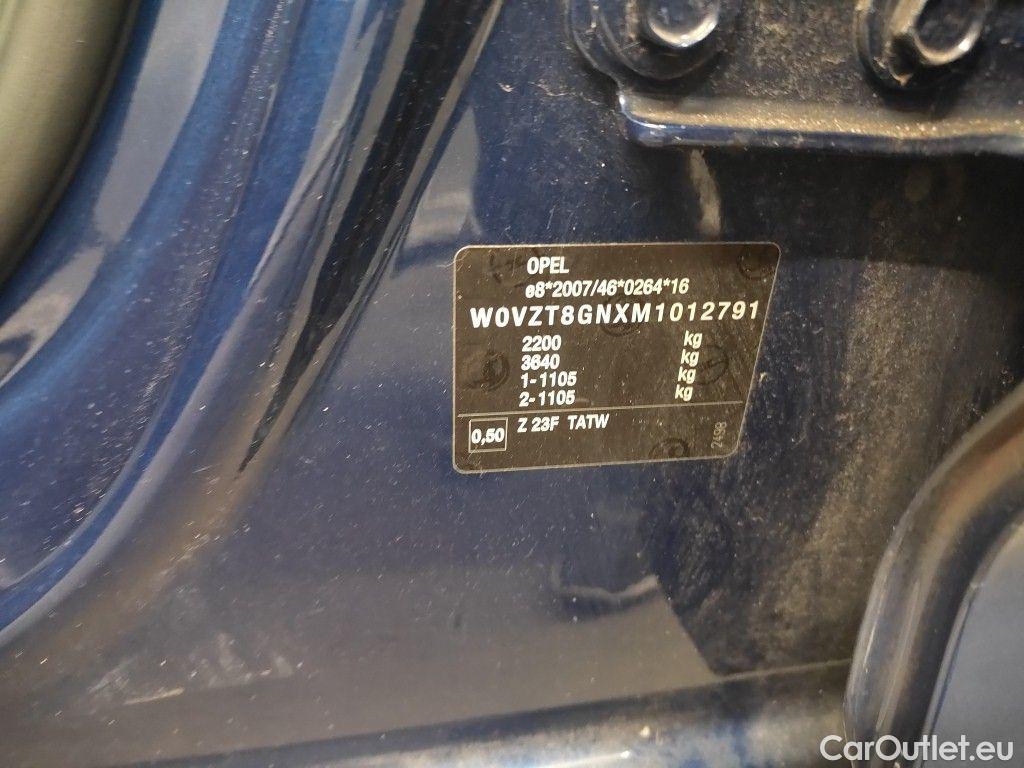 OPEL
e8*2007/46*0264*16
W0VZT8GNXM1012791
2200 kg
3640 kg
1-1105 kg
2-1105 kg
0,50 Z 23F TATW
2498
CarOutlet.eu